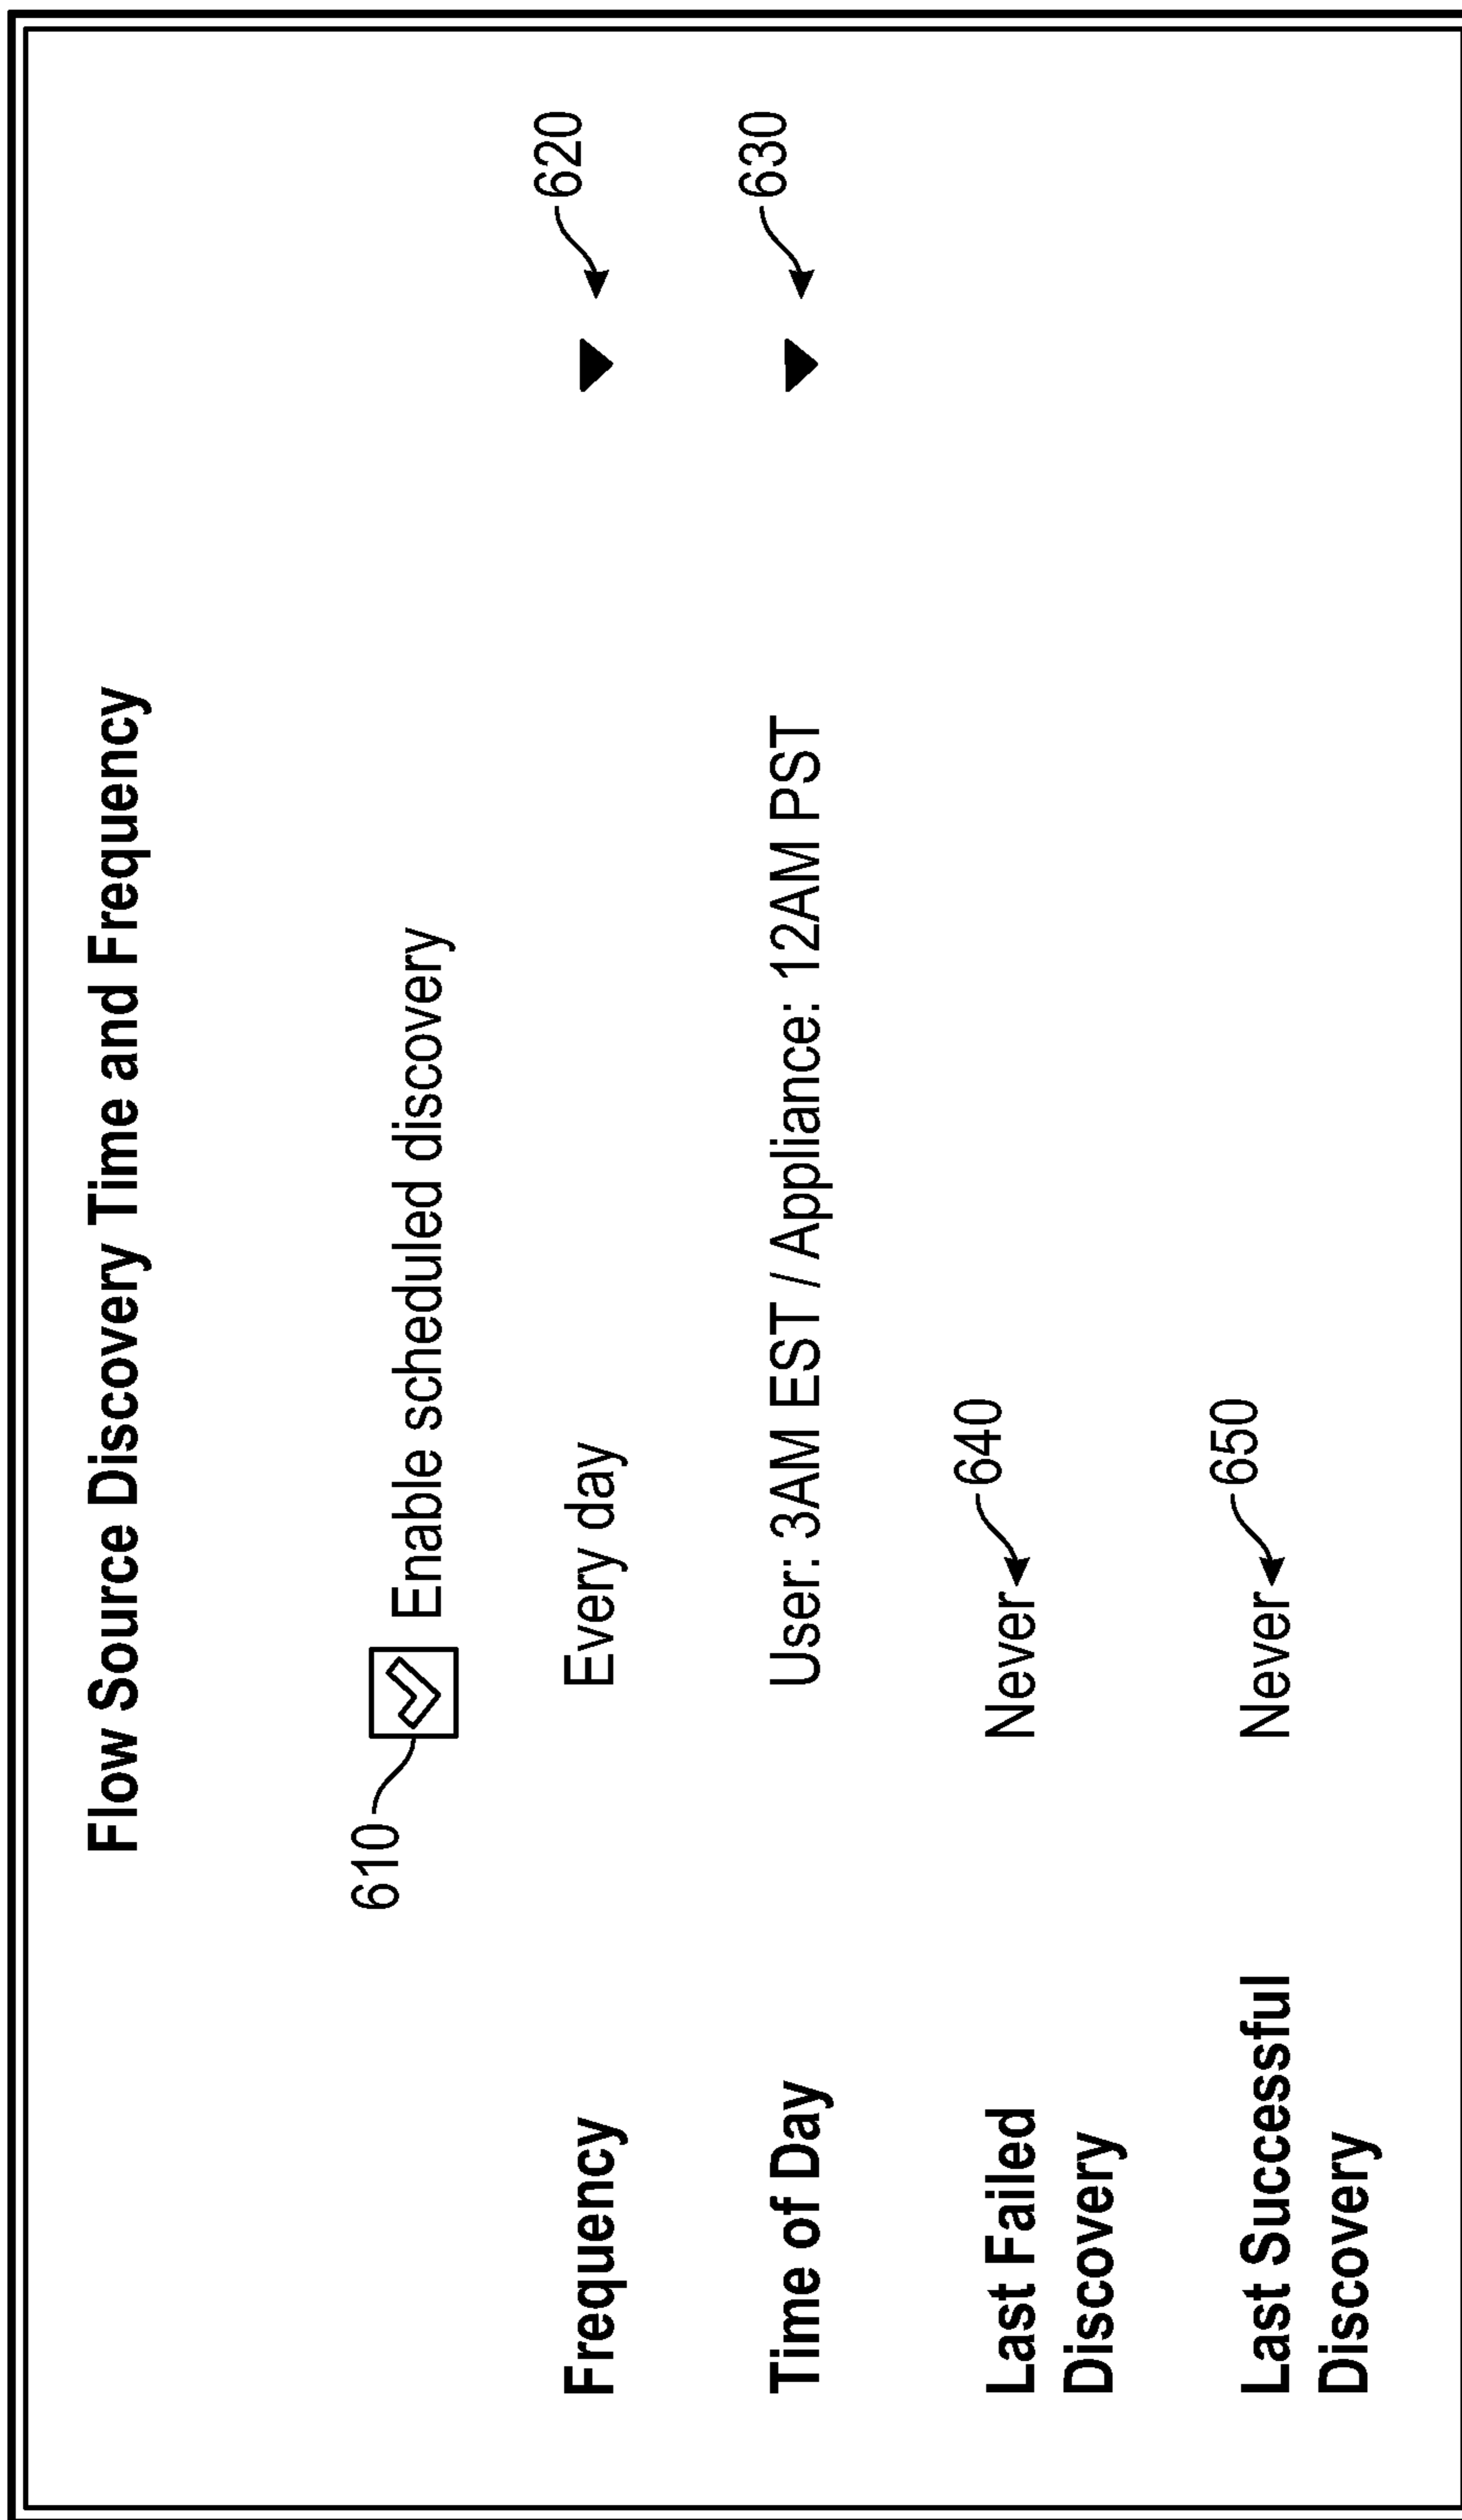 Flow Source Discovery Time and Frequency
610 Enable scheduled discovery
Frequency Every day 620
Time of Day User: 3AM EST / Appliance: 12AM PST 630
Last Failed Never 640
Discovery
Last Successful Never 650
Discovery